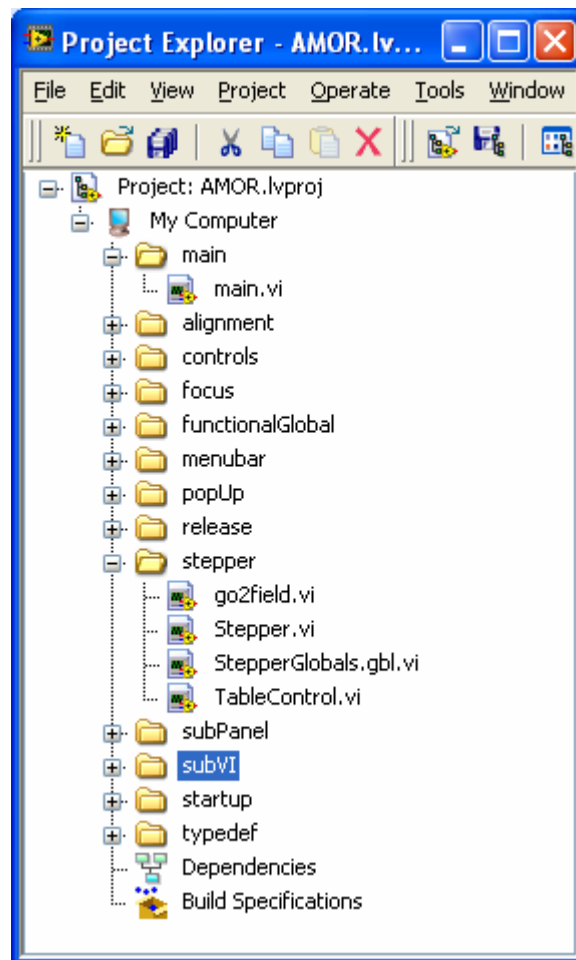 Project Explorer - AMOR.lv...
File Edit View Project Operate Tools Window
Project: AMOR.lvproj
My Computer
main
main.vi
alignment
controls
focus
functionalGlobal
menubar
popUp
release
stepper
go2field.vi
Stepper.vi
StepperGlobals.gbl.vi
TableControl.vi
subPanel
subVI
startup
typedef
Dependencies
Build Specifications